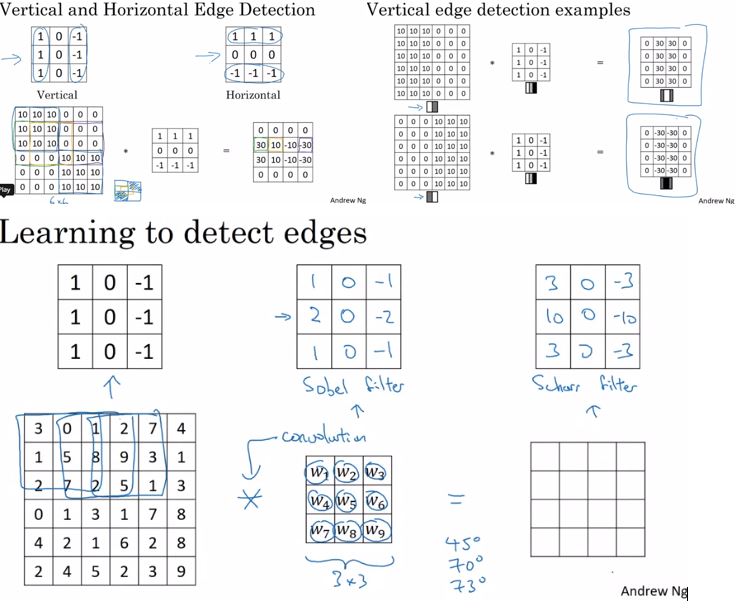 Vertical and Horizontal Edge Detection
1 0 -1
1 0 -1
1 0 -1
Vertical
1 1 1
0 0 0
-1 -1 -1
Horizontal
10 10 10 0 0 0
10 10 10 0 0 0
10 10 10 0 0 0
0 0 0 10 10 10
0 0 0 10 10 10
0 0 0 10 10 10
6x6
Play
*
1 1 1
0 0 0
-1 -1 -1
=
0 0 0 0
30 10 -10 -30
30 10 -10 -30
0 0 0 0
Andrew Ng
Vertical edge detection examples
10 10 10 0 0 0
10 10 10 0 0 0
10 10 10 0 0 0
10 10 10 0 0 0
10 10 10 0 0 0
10 10 10 0 0 0
*
1 0 -1
1 0 -1
1 0 -1
=
0 30 30 0
0 30 30 0
0 30 30 0
0 30 30 0
0 0 0 10 10 10
0 0 0 10 10 10
0 0 0 10 10 10
0 0 0 10 10 10
0 0 0 10 10 10
0 0 0 10 10 10
*
1 0 -1
1 0 -1
1 0 -1
=
0 -30 -30 0
0 -30 -30 0
0 -30 -30 0
0 -30 -30 0
Andrew Ng
Learning to detect edges
1 0 -1
1 0 -1
1 0 -1
1 0 -1
2 0 -2
1 0 -1
Sobel filter
3 0 -3
10 0 -10
3 0 -3
Scharr filter
3 0 1 2 7 4
1 5 8 9 3 1
2 7 2 5 1 3
0 1 3 1 7 8
4 2 1 6 2 8
2 4 5 2 3 9
convolution
*
w1 w2 w3
w4 w5 w6
w7 w8 w9
3x3
=
45°
70°
73°
Andrew Ng